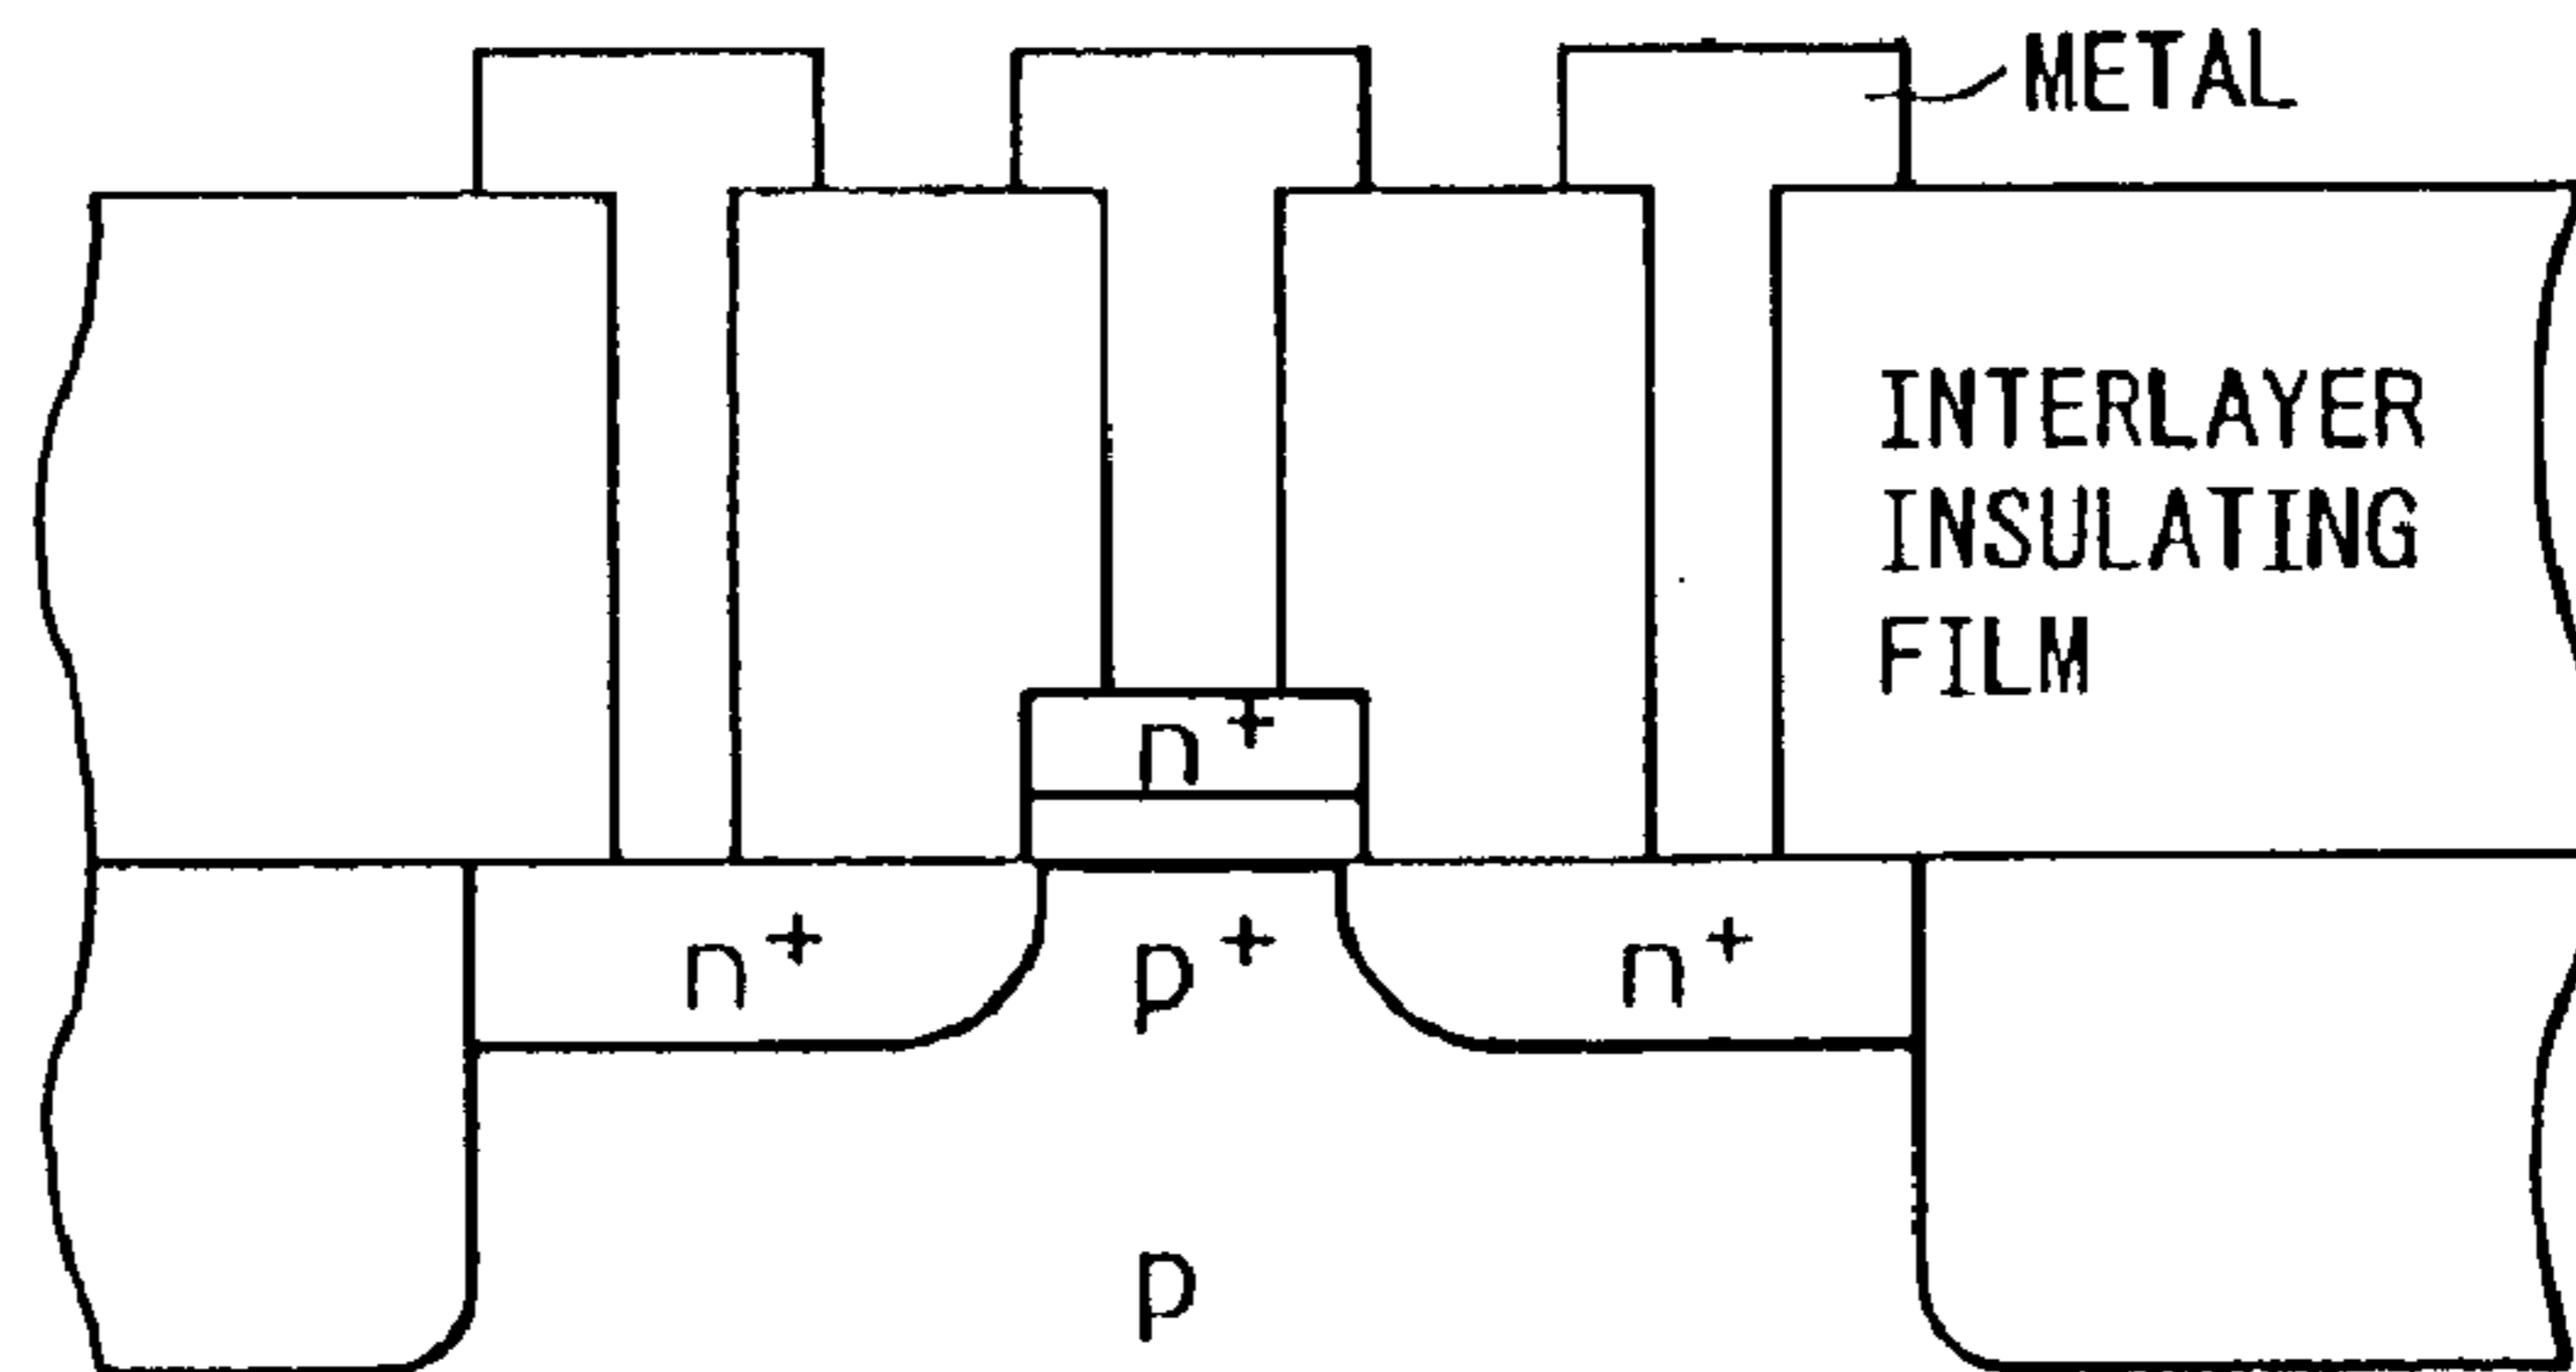 METAL
INTERLAYER
INSULATING
FILM
n⁺
n⁺ p⁺ n⁺
p